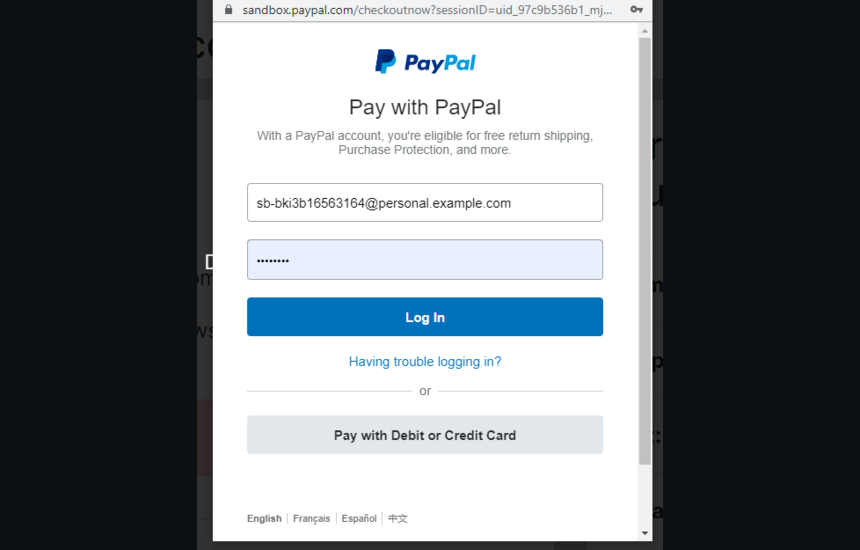 sandbox.paypal.com/checkoutnow?sessionID=uid_97c9b536b1_mj...
PayPal
Pay with PayPal
With a PayPal account, you're eligible for free return shipping,
Purchase Protection, and more.
sb-bki3b16563164@personal.example.com
••••••••
Log In
Having trouble logging in?
or
Pay with Debit or Credit Card
English
Français
Español
中文